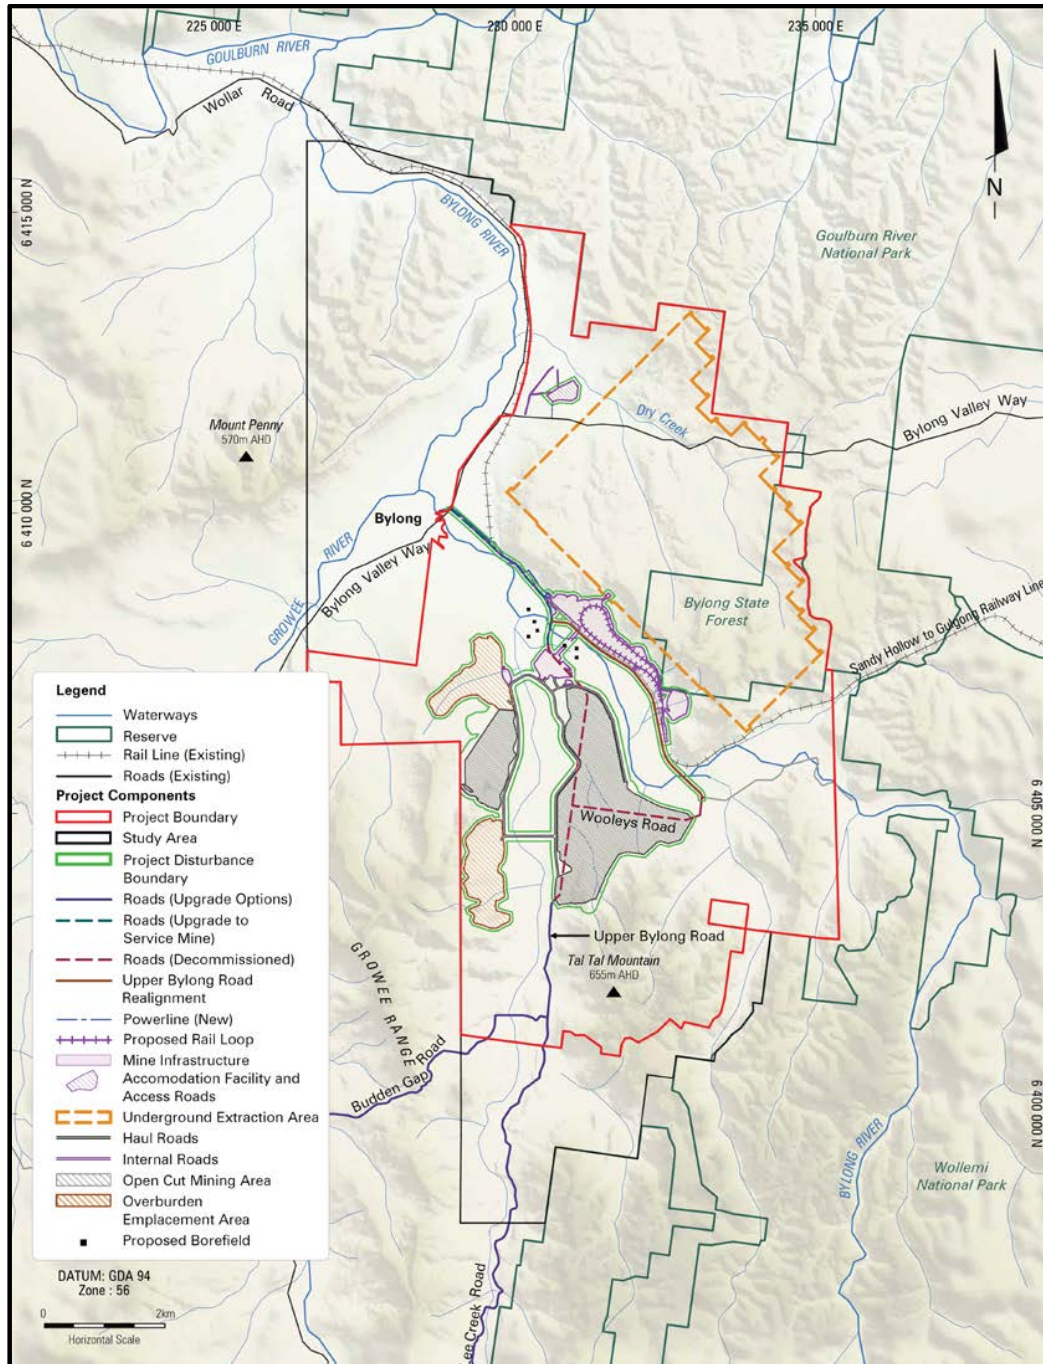 225 000 E
230 000 E
235 000 E
GOULBURN RIVER
Wollar Road
6 415 000 N
BYLONG RIVER
N
Goulburn River
National Park
Dry Creek
Bylong Valley Way
Mount Penny
570m AHD
6 410 000 N
Bylong
RIVER
Bylong Valley Way
GROWEE
Bylong State
Forest
Sandy Hollow to Gulgong Railway Line
Legend
Waterways
Reserve
Rail Line (Existing)
Roads (Existing)
Project Components
Project Boundary
Study Area
Project Disturbance
Boundary
Roads (Upgrade Options)
Roads (Upgrade to
Service Mine)
Roads (Decommissioned)
Upper Bylong Road
Realignment
Powerline (New)
Proposed Rail Loop
Mine Infrastructure
Accomodation Facility and
Access Roads
Underground Extraction Area
Haul Roads
Internal Roads
Open Cut Mining Area
Overburden
Emplacement Area
Proposed Borefield
6 405 000 N
Wooleys Road
Upper Bylong Road
Tal Tal Mountain
655m AHD
GROWEE RANGE
Budden Gap Road
6 400 000 N
BYLONG RIVER
Wollemi
National Park
Lee Creek Road
DATUM: GDA 94
Zone : 56
0 2km
Horizontal Scale